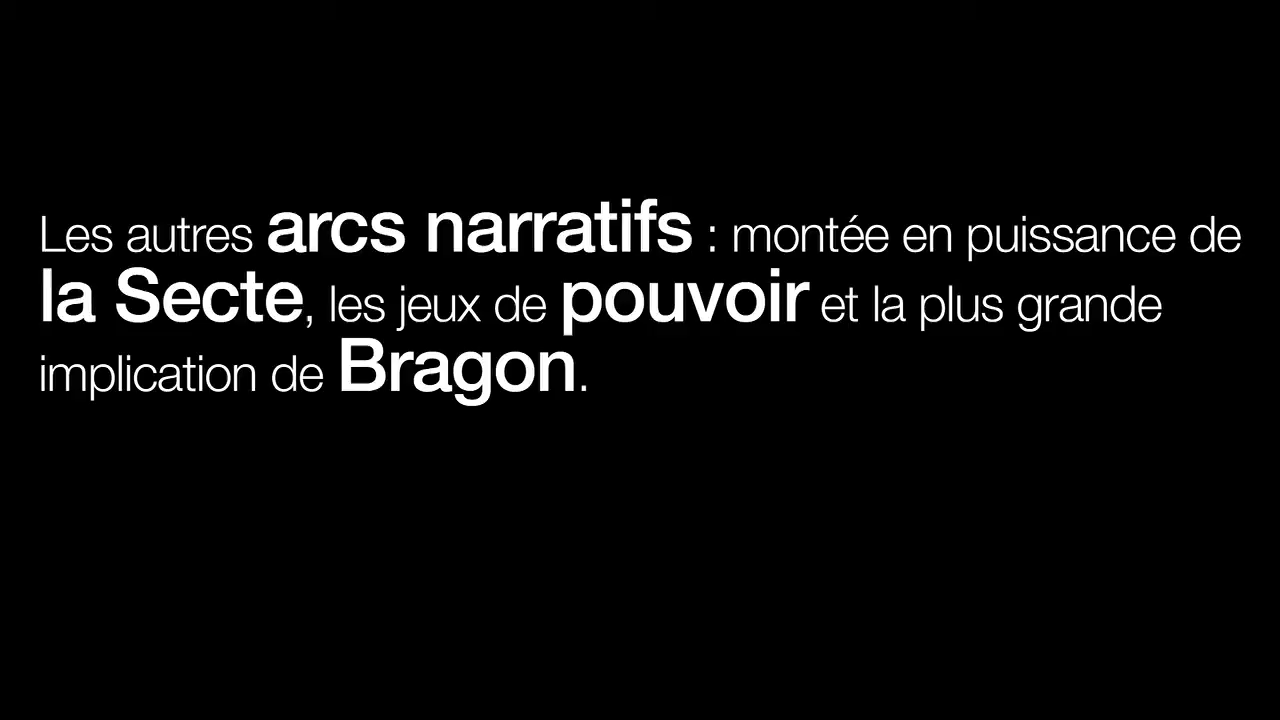 Les autres arcs narratifs : montée en puissance de
la Secte, les jeux de pouvoir et la plus grande
implication de Bragon.